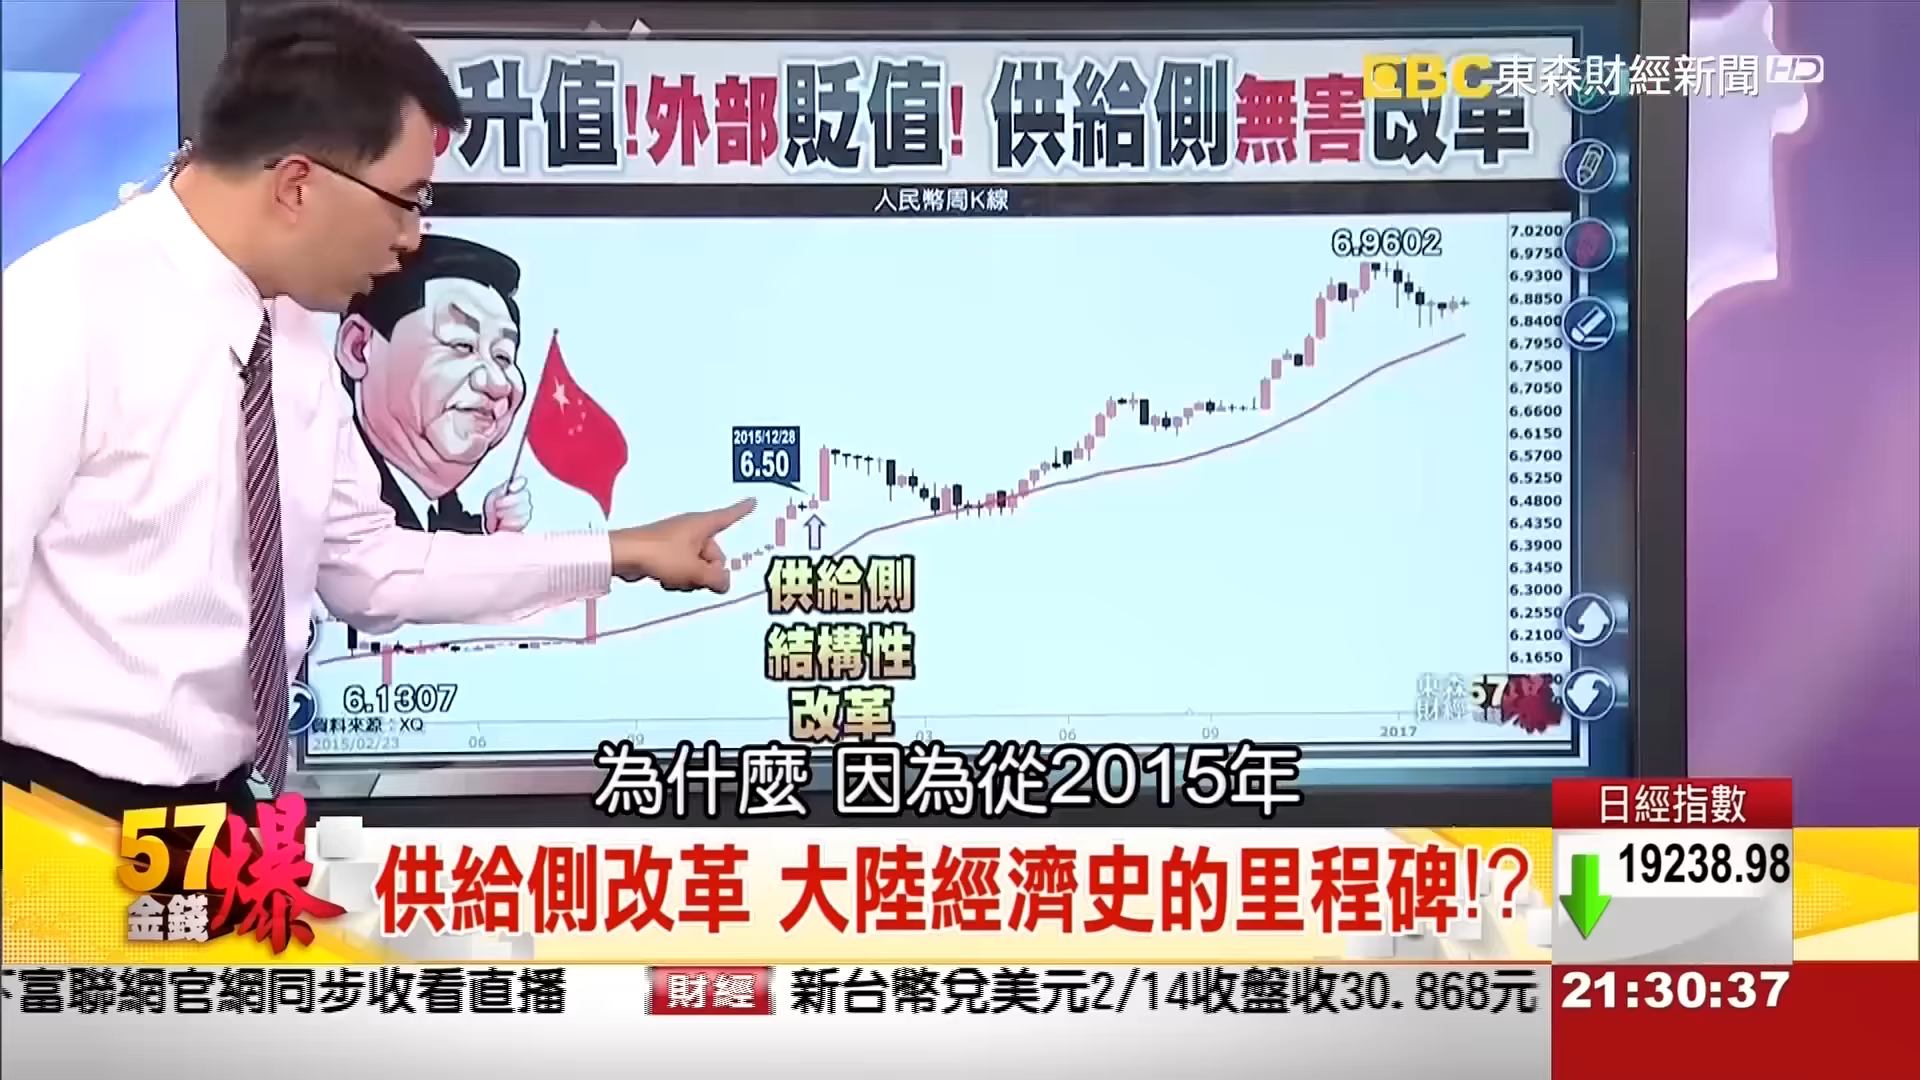 升值!外部貶值! 供給側無害改革
EBC東森財經新聞HD
人民幣周K線
6.9602
7.0200
6.9750
6.9300
6.8850
6.8400
6.7950
6.7500
6.7050
6.6600
6.6150
6.5700
6.5250
6.4800
6.4350
6.3900
6.3450
6.3000
6.2550
6.2100
6.1650
2015/12/28
6.50
供給側
結構性
改革
6.1307
資料來源：XQ
2015/02/23 06 09 03 06 09 2017
東森
財經
57爆
為什麼 因為從2015年
57
金錢
爆
供給側改革 大陸經濟史的里程碑!?
日經指數
19238.98
富聯網官網同步收看直播 財經 新台幣兌美元2/14收盤收30.868元
21:30:37